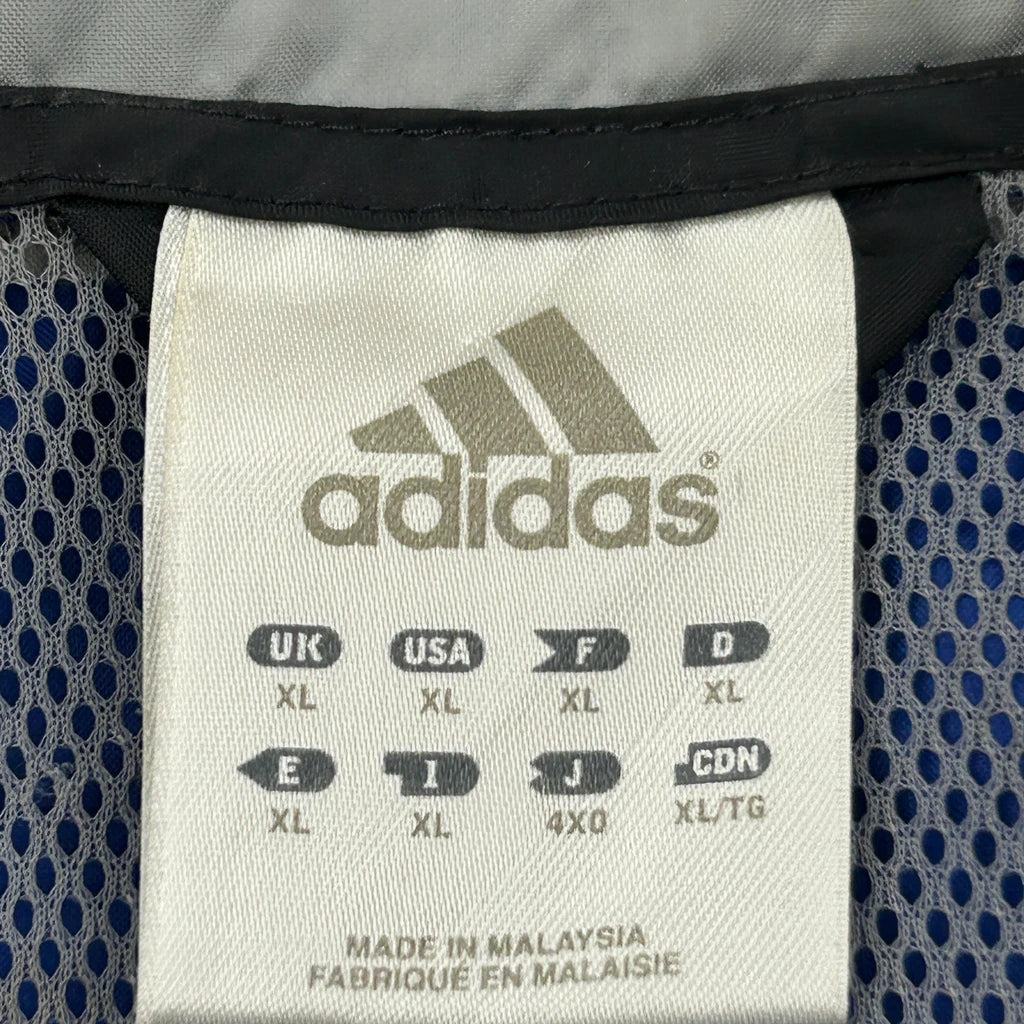 adidas®
UK USA F D
XL XL XL XL
E I J CDN
XL XL 4XO XL/TG
MADE IN MALAYSIA
FABRIQUÉ EN MALAISIE